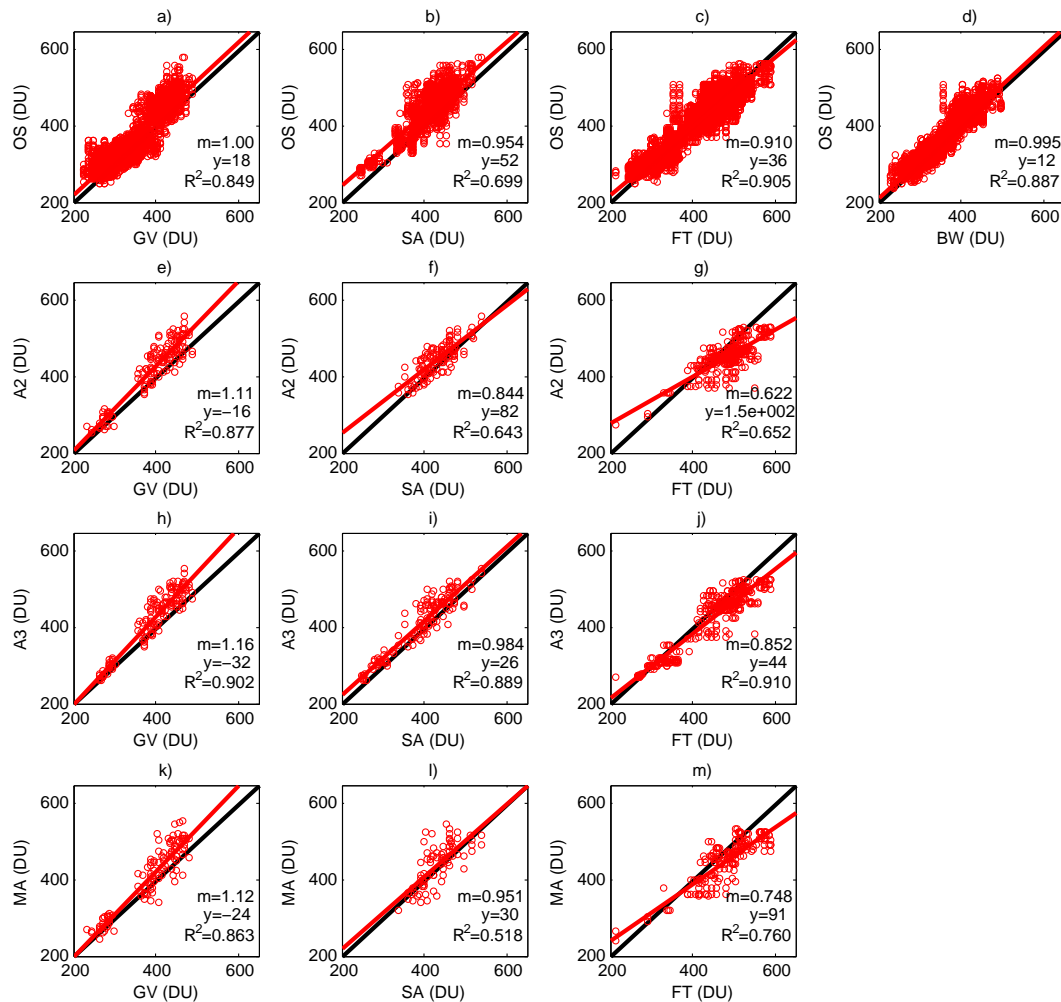 a)
600
400
200
OS (DU)
m=1.00
y=18
R²=0.849
200 400 600
GV (DU)
b)
600
400
200
OS (DU)
m=0.954
y=52
R²=0.699
200 400 600
SA (DU)
c)
600
400
200
OS (DU)
m=0.910
y=36
R²=0.905
200 400 600
FT (DU)
d)
600
400
200
OS (DU)
m=0.995
y=12
R²=0.887
200 400 600
BW (DU)
e)
600
400
200
A2 (DU)
m=1.11
y=−16
R²=0.877
200 400 600
GV (DU)
f)
600
400
200
A2 (DU)
m=0.844
y=82
R²=0.643
200 400 600
SA (DU)
g)
600
400
200
A2 (DU)
m=0.622
y=1.5e+002
R²=0.652
200 400 600
FT (DU)
h)
600
400
200
A3 (DU)
m=1.16
y=−32
R²=0.902
200 400 600
GV (DU)
i)
600
400
200
A3 (DU)
m=0.984
y=26
R²=0.889
200 400 600
SA (DU)
j)
600
400
200
A3 (DU)
m=0.852
y=44
R²=0.910
200 400 600
FT (DU)
k)
600
400
200
MA (DU)
m=1.12
y=−24
R²=0.863
200 400 600
GV (DU)
l)
600
400
200
MA (DU)
m=0.951
y=30
R²=0.518
200 400 600
SA (DU)
m)
600
400
200
MA (DU)
m=0.748
y=91
R²=0.760
200 400 600
FT (DU)